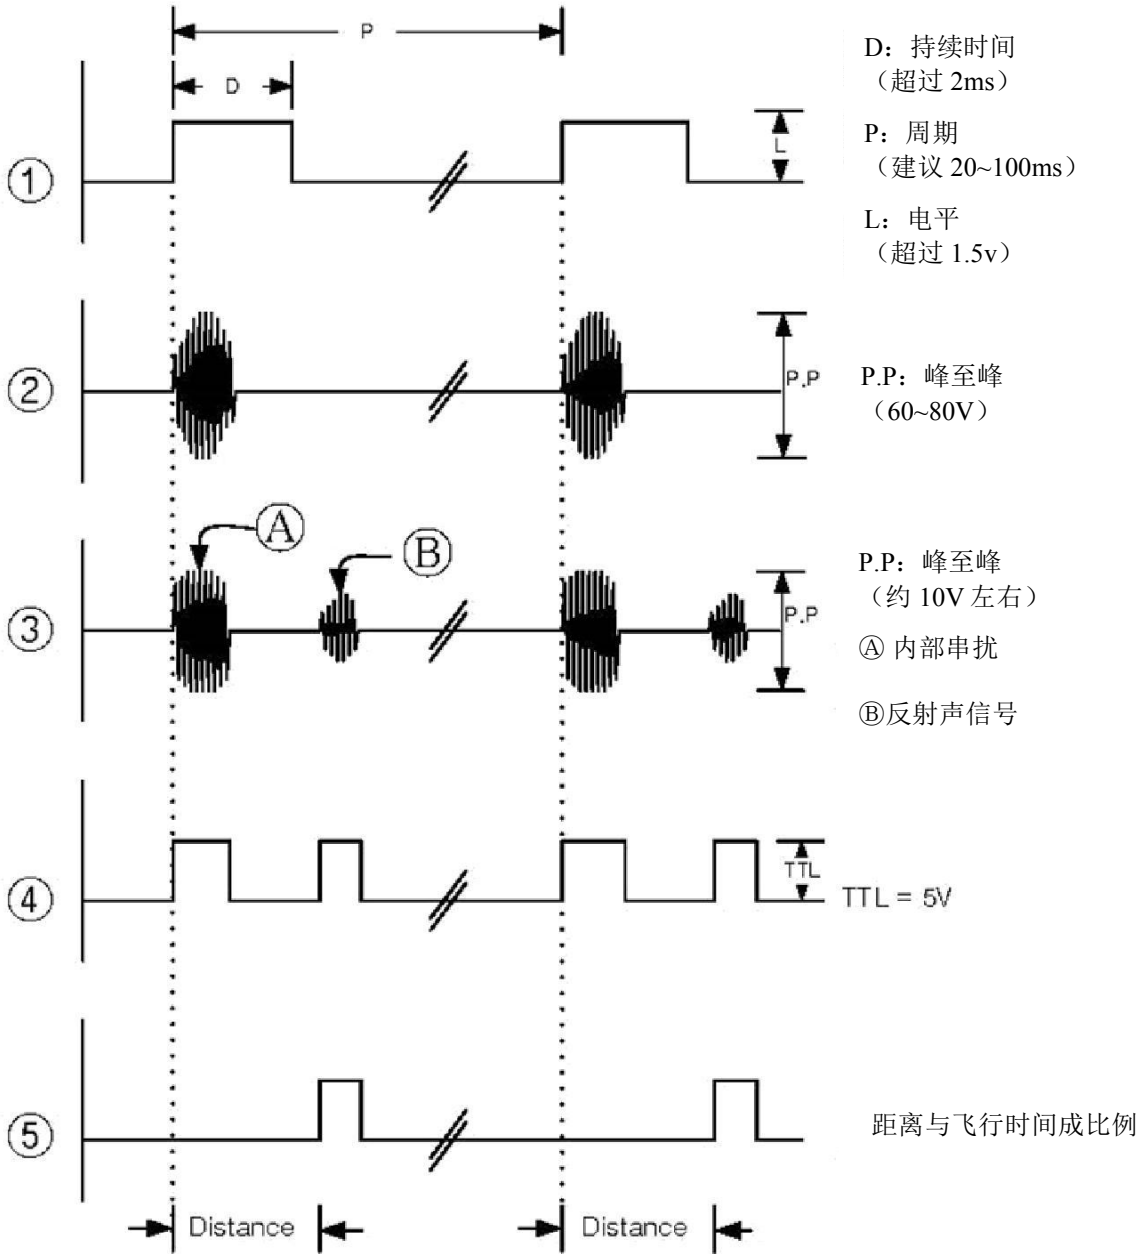 P
D：持续时间
（超过 2ms）
D
P：周期
（建议 20~100ms）
L
①
L：电平
（超过 1.5v）
②
P.P
P.P：峰至峰
（60~80V）
Ⓐ
Ⓑ
③
P.P
P.P：峰至峰
（约 10V 左右）
Ⓐ 内部串扰
Ⓑ反射声信号
④
TTL
TTL = 5V
⑤
距离与飞行时间成比例
Distance
Distance